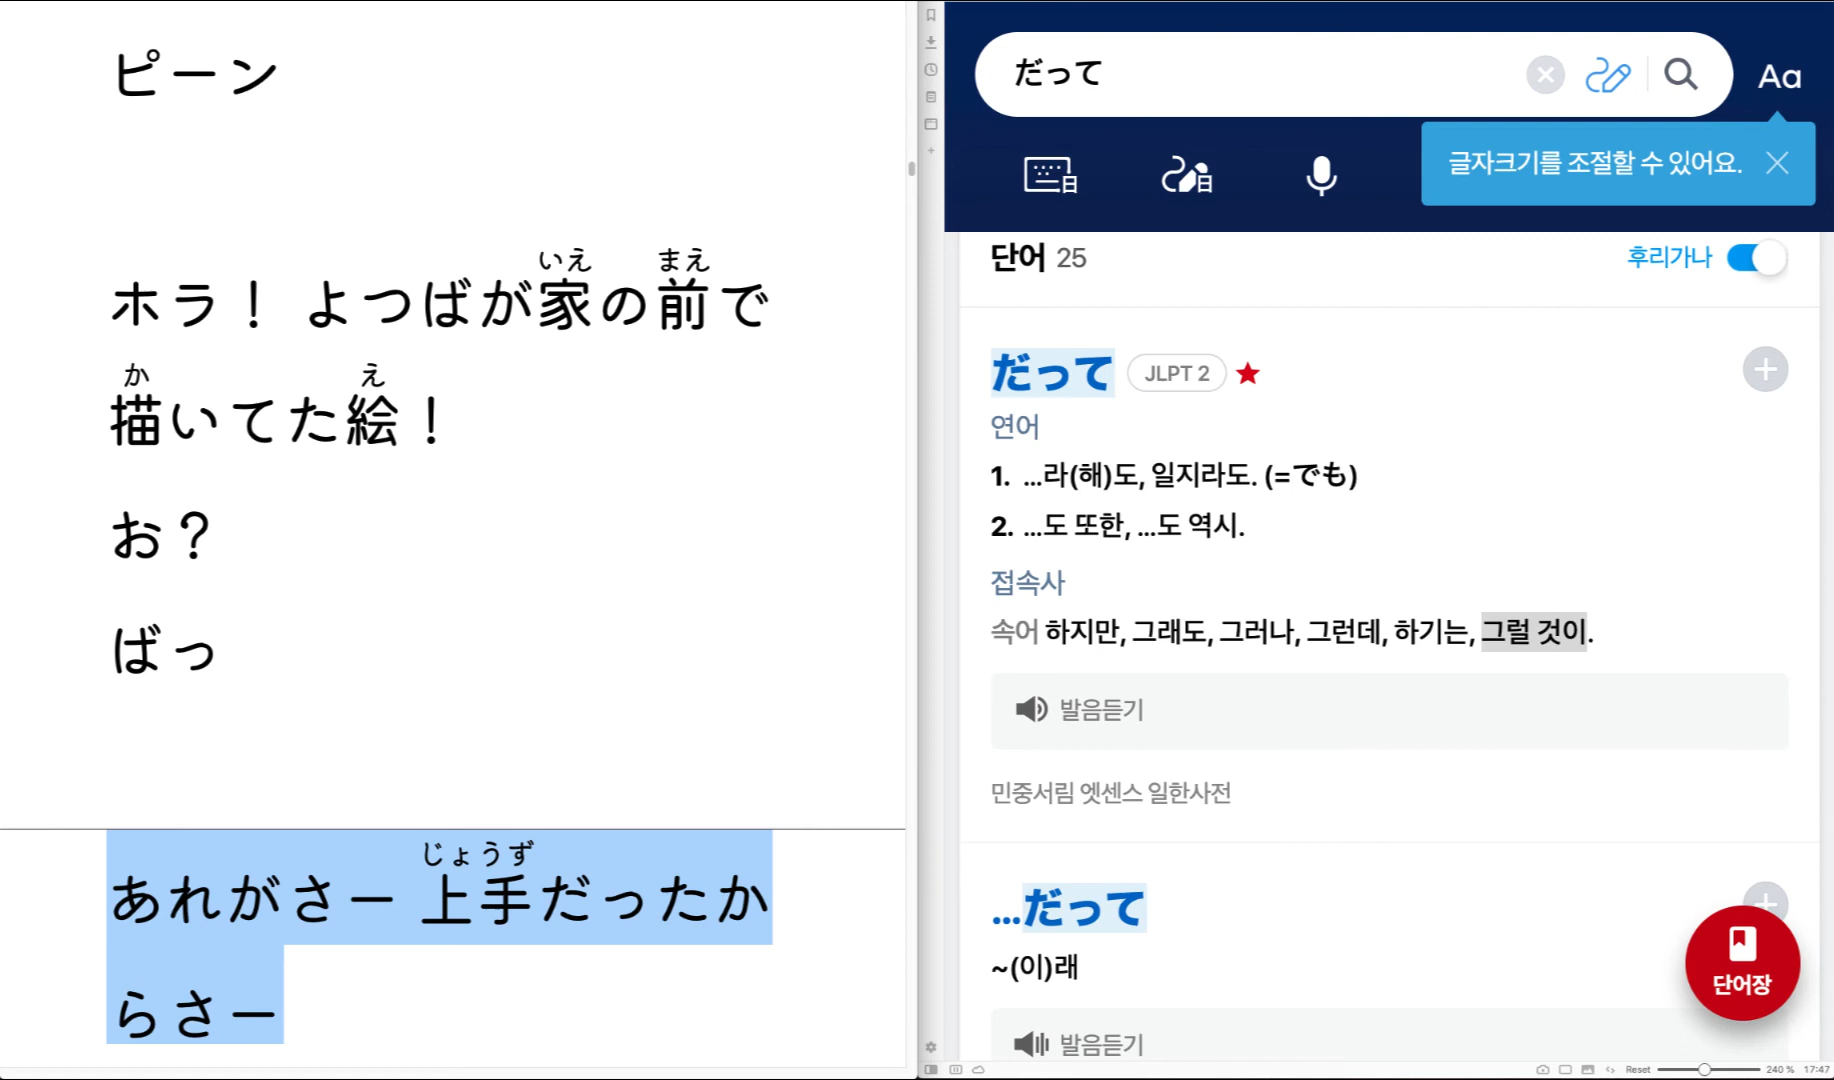 ピーン
いえ まえ
ホラ！ よつばが家の前で
か え
描いてた絵！
お？
ばっ
じょうず
あれがさー 上手だったか
らさー
だって
Aa
글자크기를 조절할 수 있어요.
단어 25
후리가나
だって JLPT 2
연어
1. ...라(해)도, 일지라도. (=でも)
2. ...도 또한, ...도 역시.
접속사
속어 하지만, 그래도, 그러나, 그런데, 하기는, 그럴 것이.
발음듣기
민중서림 엣센스 일한사전
...だって
~(이)래
단어장
발음듣기
Reset 240 % 17:47